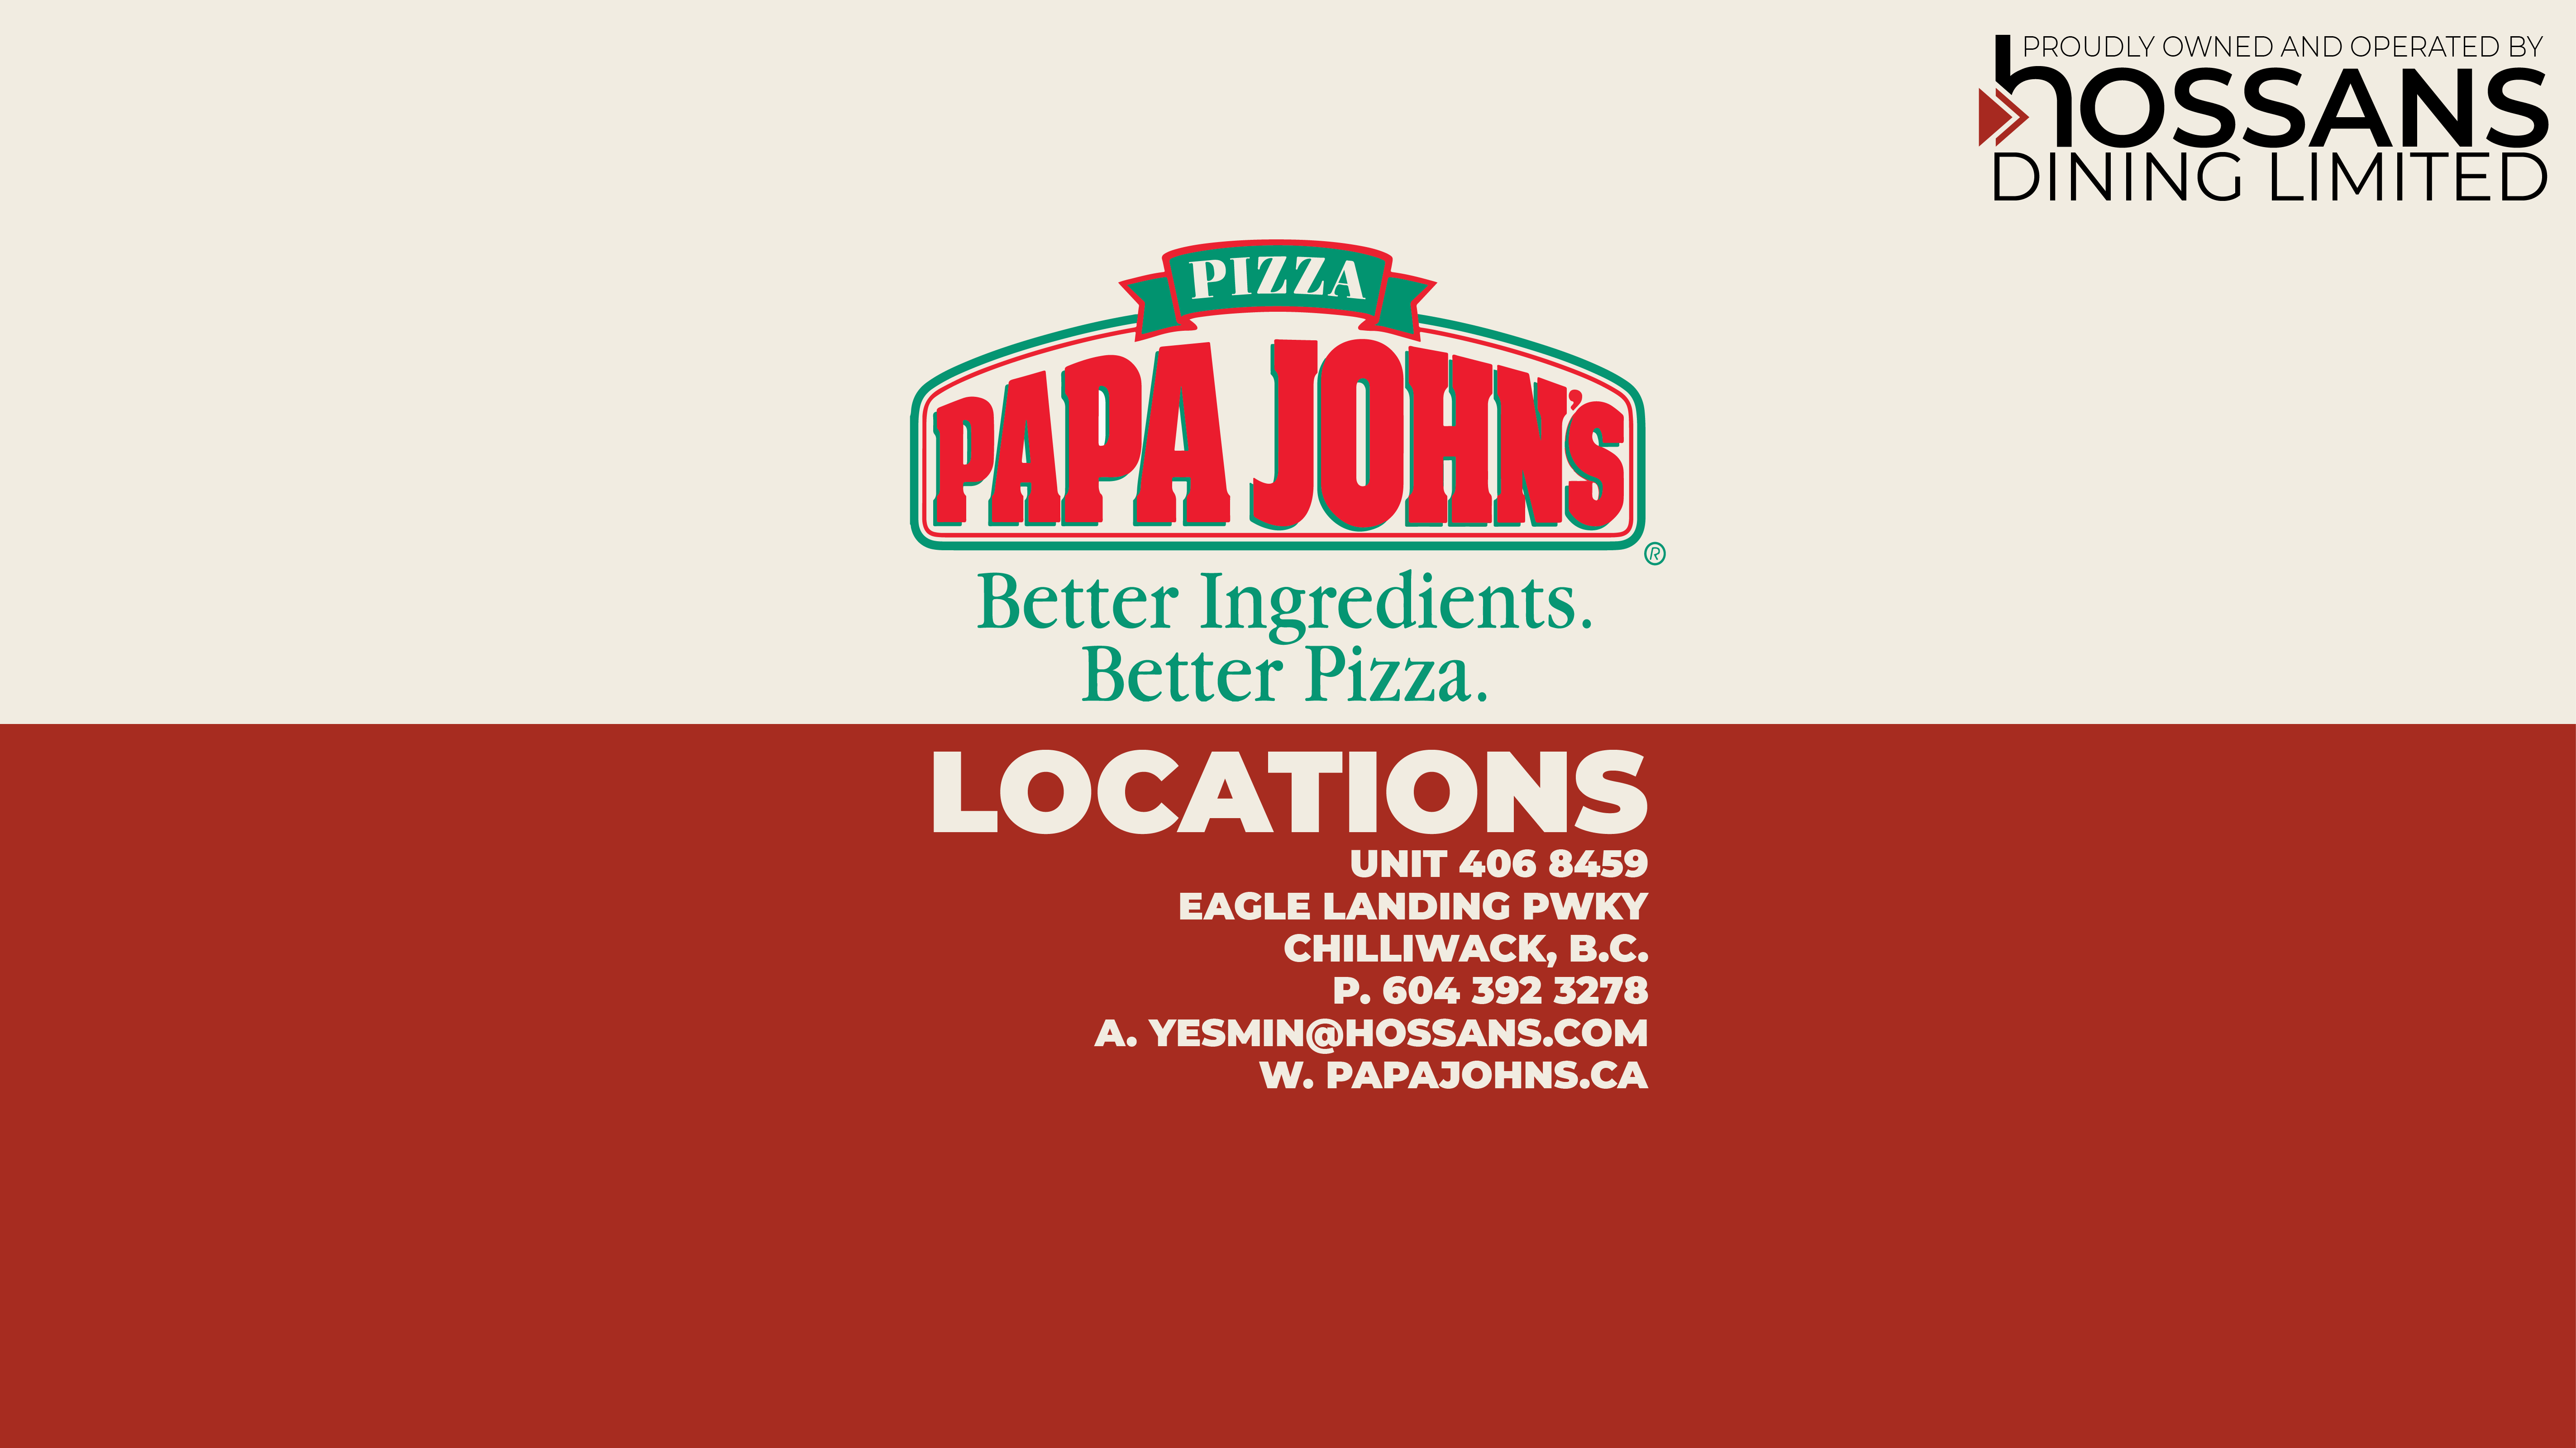 PROUDLY OWNED AND OPERATED BY
hOSSANS
DINING LIMITED
PIZZA
PAPA JOHN'S
®
Better Ingredients.
Better Pizza.
LOCATIONS
UNIT 406 8459
EAGLE LANDING PWKY
CHILLIWACK, B.C.
P. 604 392 3278
A. YESMIN@HOSSANS.COM
W. PAPAJOHNS.CA